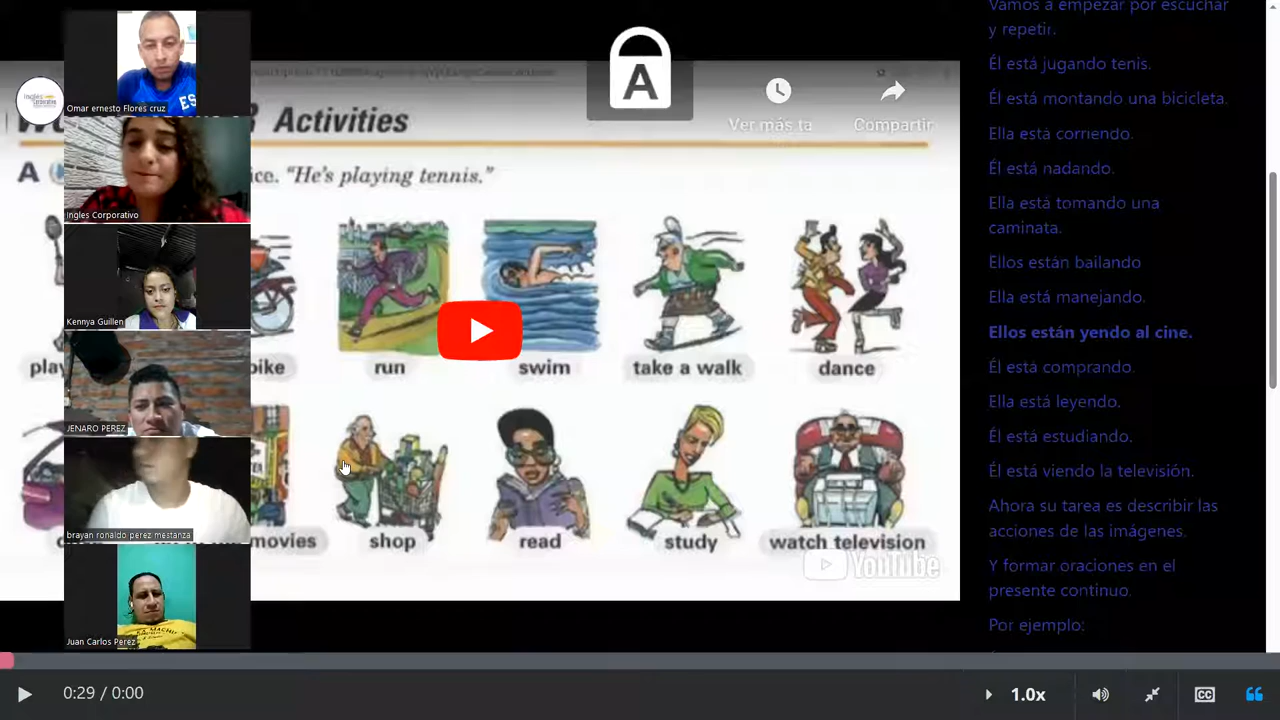 Omar ernesto Flores cruz
Ingles Corporativo
Kennya Guillen
JENARO PEREZ
brayan ronaldo perez mestanza
Juan Carlos Perez
A
Ver más ta
Compartir
Activities
A
ice. "He's playing tennis."
play
bike
run
swim
take a walk
dance
movies
shop
read
study
watch television
YouTube
Vamos a empezar por escuchar
y repetir.
Él está jugando tenis.
Él está montando una bicicleta.
Ella está corriendo.
Él está nadando.
Ella está tomando una
caminata.
Ellos están bailando
Ella está manejando.
Ellos están yendo al cine.
Él está comprando.
Ella está leyendo.
Él está estudiando.
Él está viendo la televisión.
Ahora su tarea es describir las
acciones de las imágenes.
Y formar oraciones en el
presente continuo.
Por ejemplo:
0:29 / 0:00
1.0x
CC